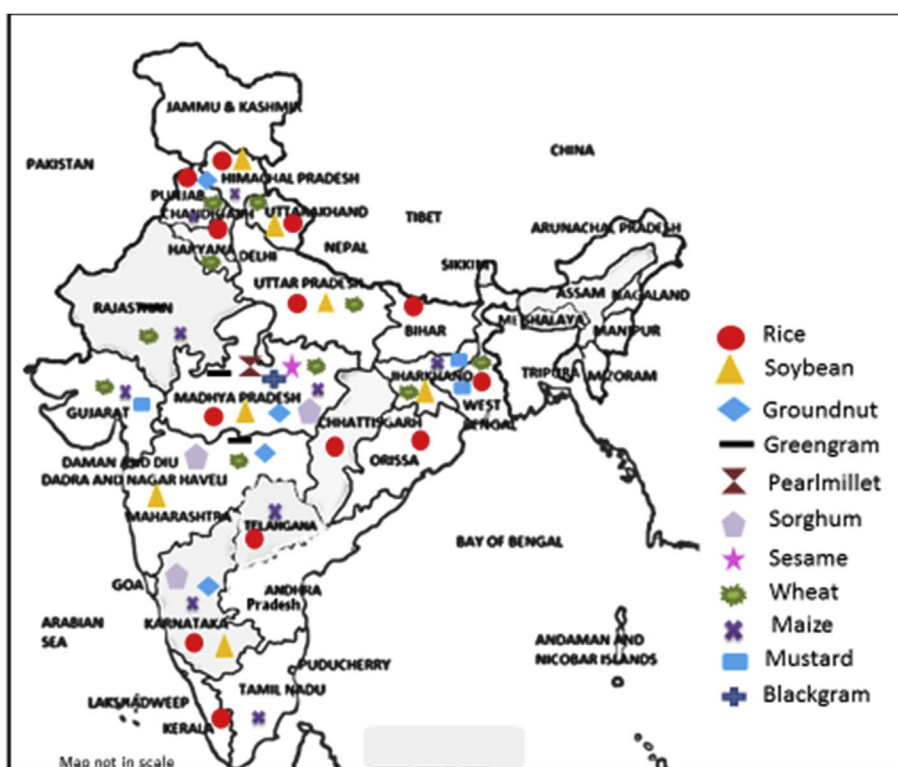 JAMMU & KASHMIR
PAKISTAN
CHINA
HIMACHAL PRADESH
PUNJAB
CHANDIGARH
UTTARAKHAND
TIBET
ARUNACHAL PRADESH
HARYANA
DELHI
NEPAL
SIKKIM
UTTAR PRADESH
ASSAM
NAGALAND
RAJASTHAN
MEGHALAYA
BIHAR
MANIPUR
Rice
JHARKHAND
TRIPURA
MIZORAM
Soybean
MADHYA PRADESH
GUJARAT
WEST
BENGAL
Groundnut
CHHATTISGARH
Greengram
DAMAN AND DIU
ORISSA
DADRA AND NAGAR HAVELI
Pearlmillet
MAHARASHTRA
TELANGANA
Sorghum
BAY OF BENGAL
Sesame
GOA
ANDHRA
Pradesh
Wheat
ARABIAN
SEA
KARNATAKA
Maize
ANDAMAN AND
NICOBAR ISLANDS
PUDUCHERRY
Mustard
TAMIL NADU
LAKSHADWEEP
Blackgram
KERALA
Map not in scale